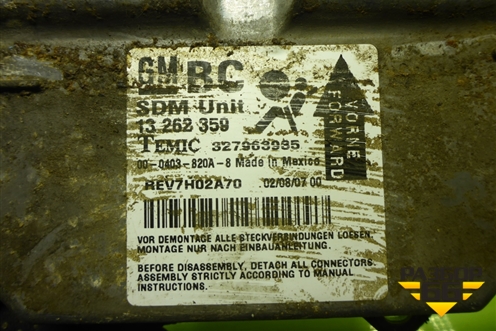 GM RC
SDM Unit
13 262 359
TEMIC 327963935
00-0403-820A-8 Made in Mexico
REV7H02A70 02/08/07 00
VORNE
FORWARD
VOR DEMONTAGE ALLE STECKVERBINDUNGEN LOESEN.
MONTAGE NUR NACH EINBAUANLEITUNG.
BEFORE DISASSEMBLY, DETACH ALL CONNECTORS.
ASSEMBLY STRICTLY ACCORDING TO MANUAL
INSTRUCTIONS.